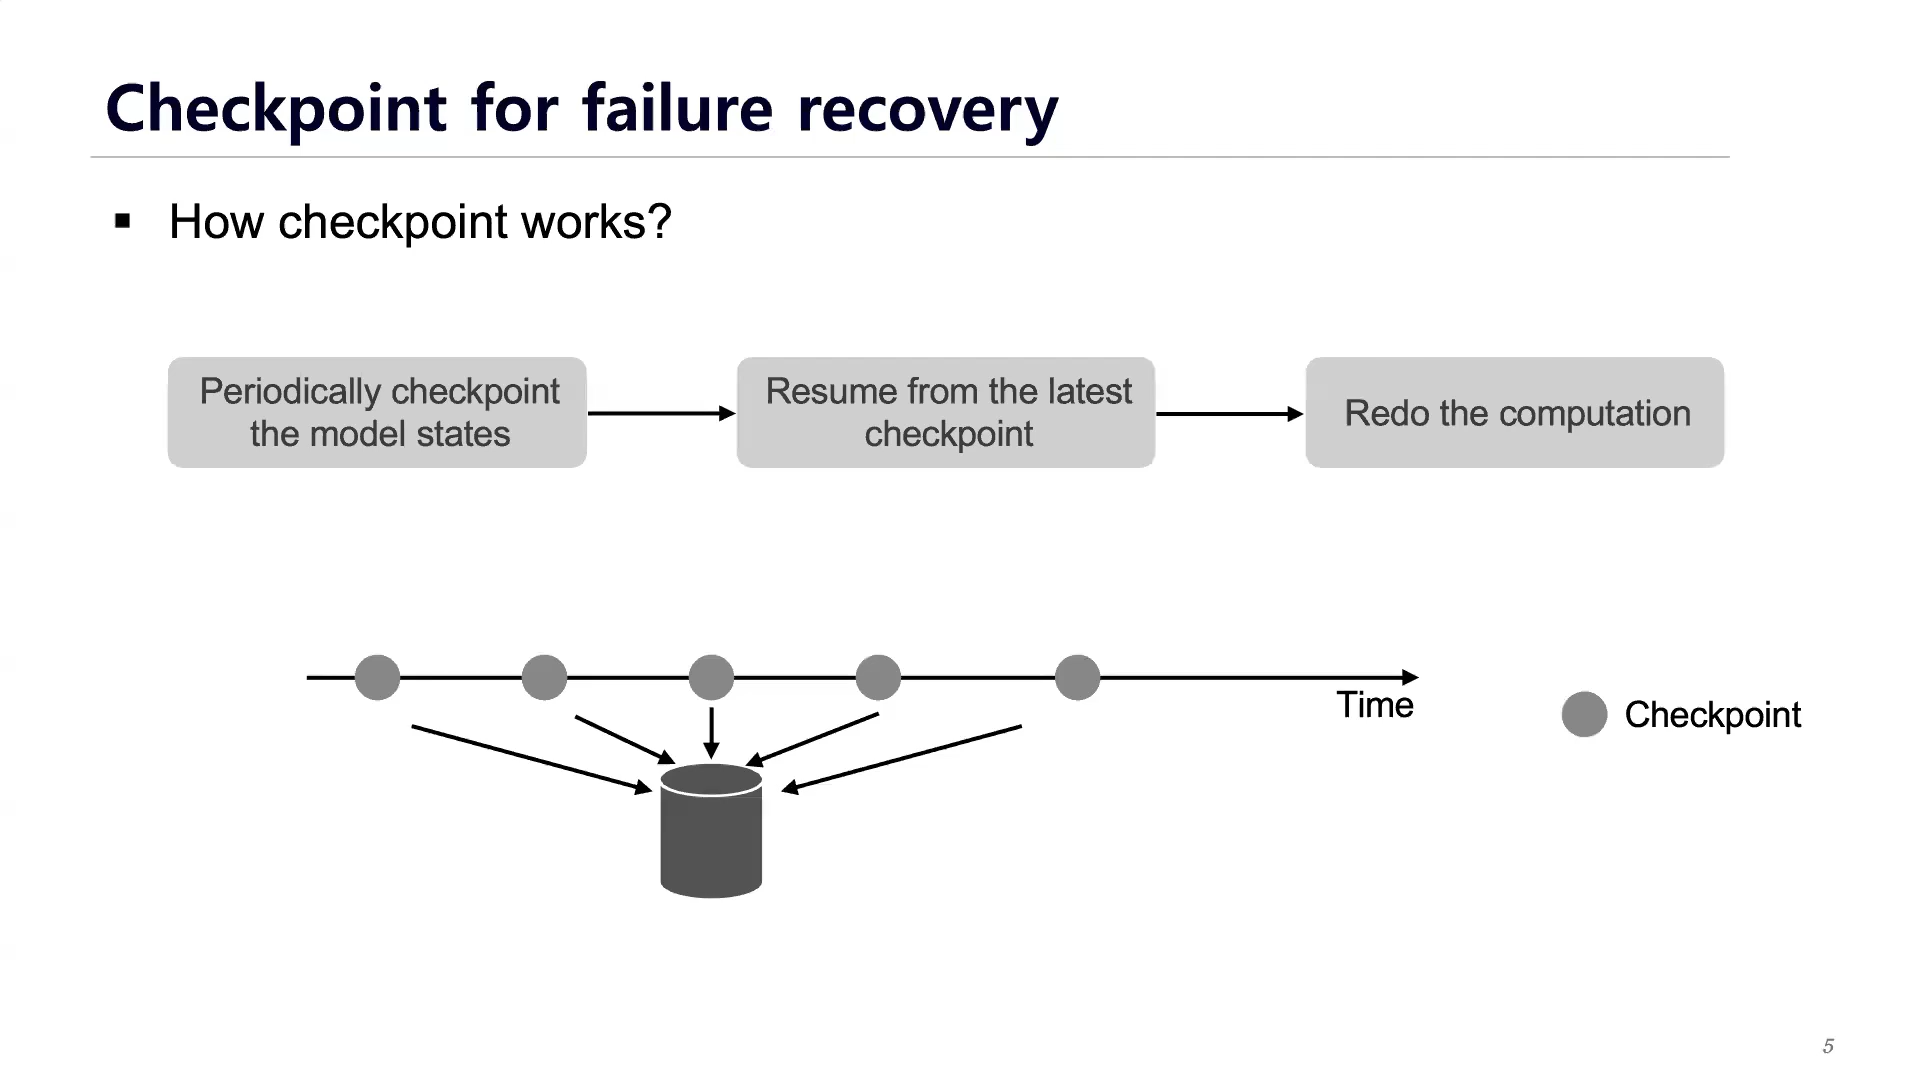 Checkpoint for failure recovery
▪ How checkpoint works?
Periodically checkpoint
the model states
Resume from the latest
checkpoint
Redo the computation
Time
Checkpoint
5